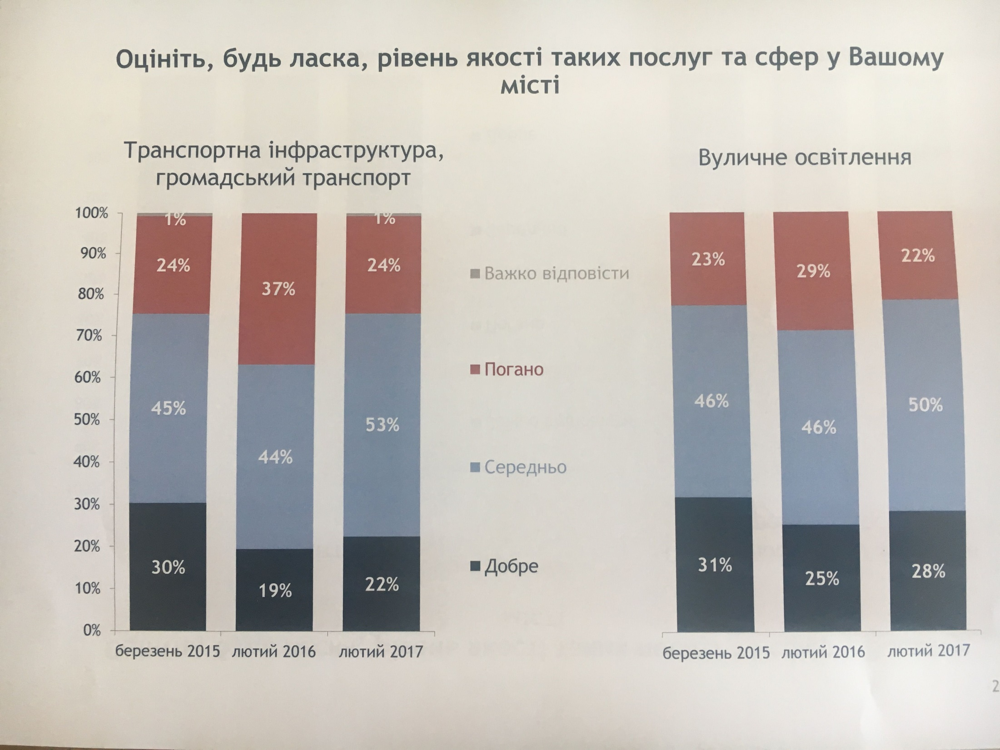 Оцініть, будь ласка, рівень якості таких послуг та сфер у Вашому
місті
Транспортна інфраструктура,
громадський транспорт
100%
90%
80%
70%
60%
50%
40%
30%
20%
10%
0%
1%
24%
45%
30%
37%
44%
19%
1%
24%
53%
22%
березень 2015 лютий 2016 лютий 2017
Важко відповісти
Погано
Середньо
Добре
Вуличне освітлення
23%
46%
31%
29%
46%
25%
22%
50%
28%
березень 2015 лютий 2016 лютий 2017
2